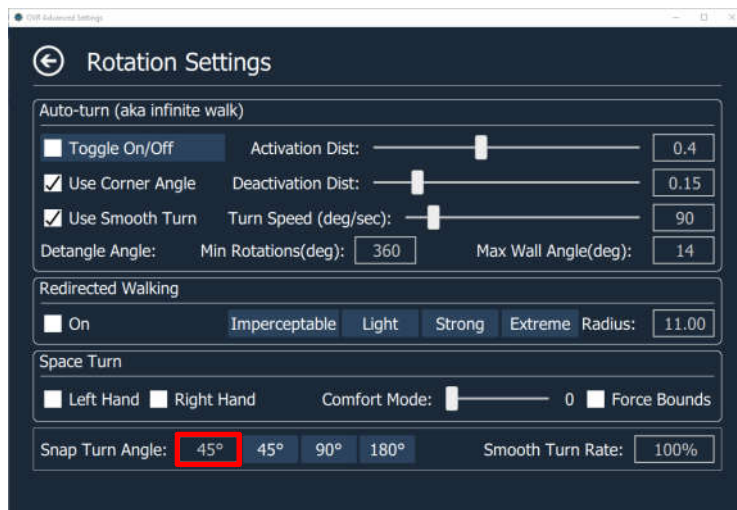 OVR Advanced Settings
Rotation Settings
Auto-turn (aka infinite walk)
Toggle On/Off Activation Dist: 0.4
Use Corner Angle Deactivation Dist: 0.15
Use Smooth Turn Turn Speed (deg/sec): 90
Detangle Angle: Min Rotations(deg): 360 Max Wall Angle(deg): 14
Redirected Walking
On Imperceptable Light Strong Extreme Radius: 11.00
Space Turn
Left Hand Right Hand Comfort Mode: 0 Force Bounds
Snap Turn Angle: 45° 45° 90° 180° Smooth Turn Rate: 100%